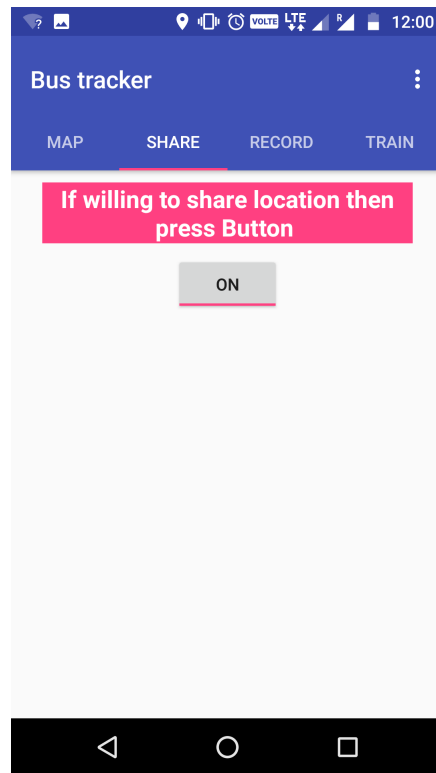 ? VOLTE LTE R 12:00
Bus tracker
MAP SHARE RECORD TRAIN
If willing to share location then
press Button
ON